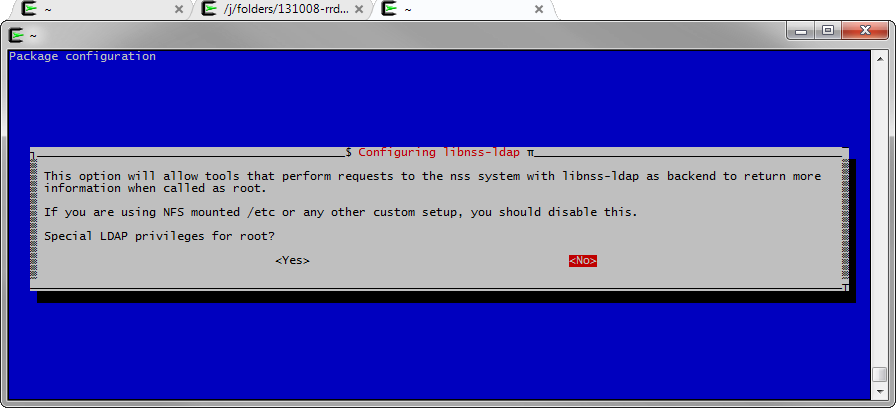 ~
/j/folders/131008-rrd...
~
~
Package configuration
$ Configuring libnss-ldap π
This option will allow tools that perform requests to the nss system with libnss-ldap as backend to return more
information when called as root.
If you are using NFS mounted /etc or any other custom setup, you should disable this.
Special LDAP privileges for root?
<Yes> <No>